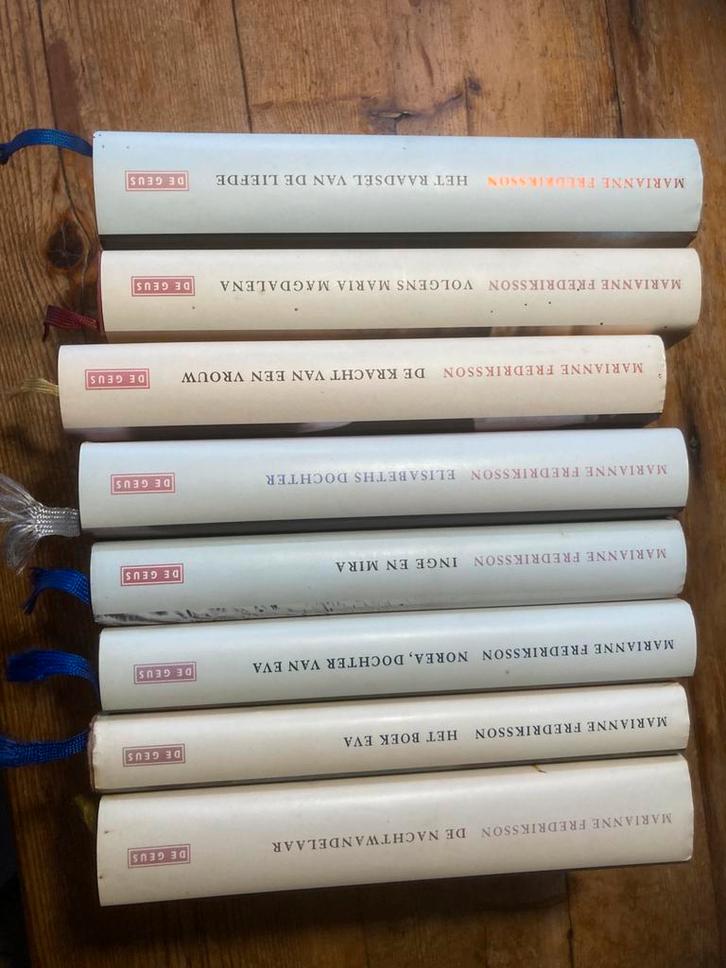 MARIANNE FREDRIKSSON HET RAADSEL VAN DE LIEFDE DE GEUS
MARIANNE FREDRIKSSON VOLGENS MARIA MAGDALENA DE GEUS
MARIANNE FREDRIKSSON DE KRACHT VAN EEN VROUW DE GEUS
MARIANNE FREDRIKSSON ELISABETHS DOCHTER DE GEUS
MARIANNE FREDRIKSSON INGE EN MIRA DE GEUS
MARIANNE FREDRIKSSON NOREA, DOCHTER VAN EVA DE GEUS
MARIANNE FREDRIKSSON HET BOEK EVA DE GEUS
MARIANNE FREDRIKSSON DE NACHTWANDELAAR DE GEUS